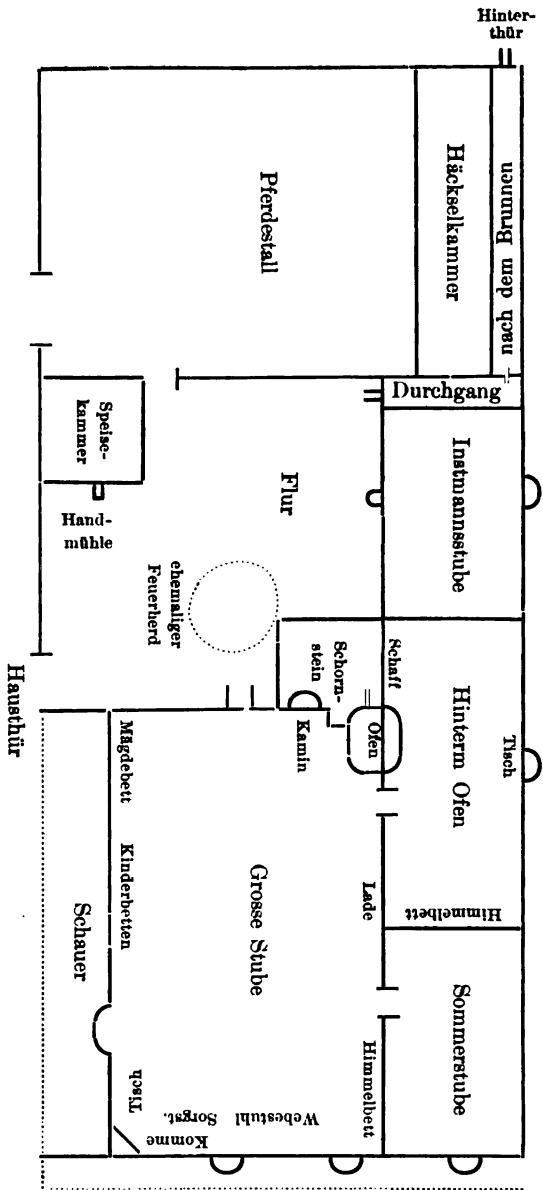 Hinter-
thür
nach dem Brunnen
Häckselkammer
Pferdestall
Durchgang
Speise-
kammer
Hand-
mühle
Flur
Instmannsstube
ehemaliger
Feuerherd
Schorn-
stein
Schaff
Hinterm Ofen
Tisch
Ofen
Kamin
Hausthür
Mägdebett
Kinderbetten
Schauer
Grosse Stube
Lade
Himmelbett
Sommerstube
Himmelbett
Tisch
Webestuhl Sorgst.
Komme